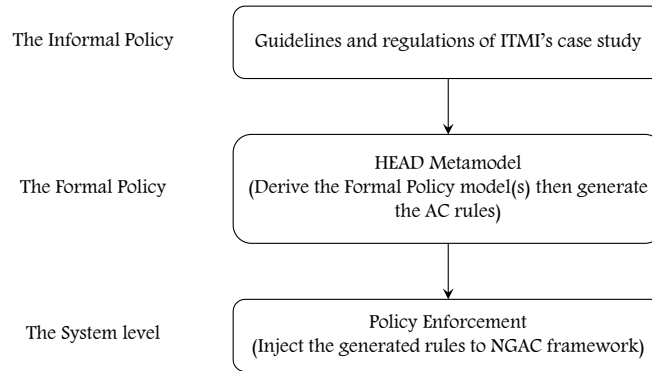 The Informal Policy
Guidelines and regulations of ITMI's case study
The Formal Policy
HEAD Metamodel
(Derive the Formal Policy model(s) then generate
the AC rules)
The System level
Policy Enforcement
(Inject the generated rules to NGAC framework)